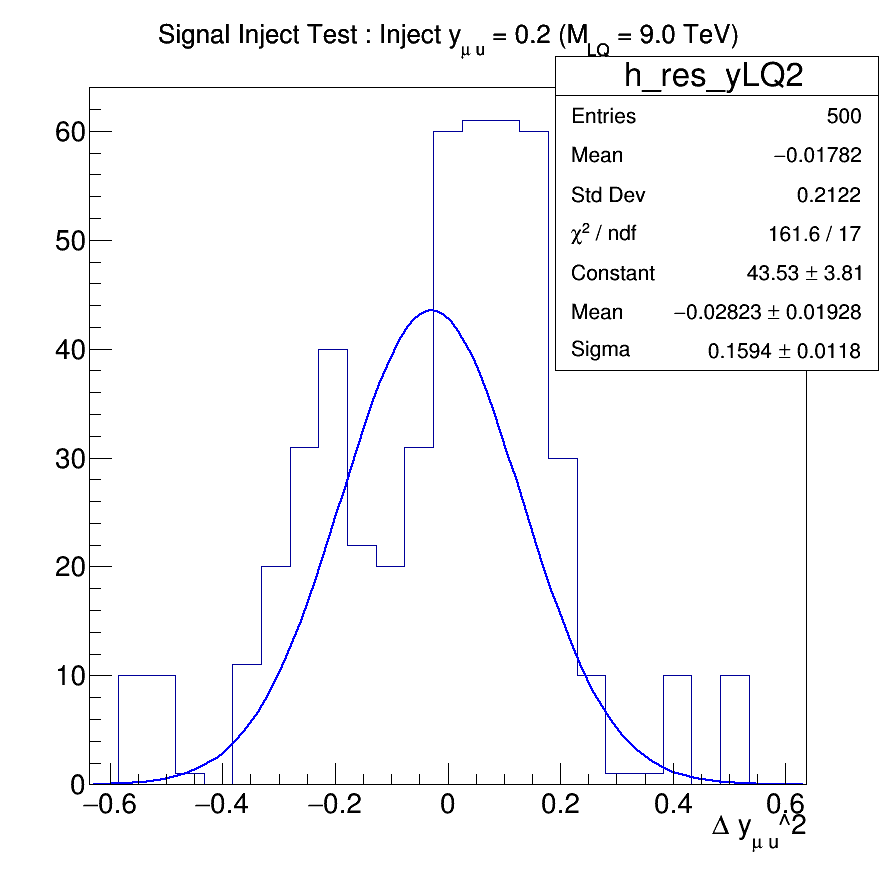 Signal Inject Test : Inject y_μ u = 0.2 (M_LQ = 9.0 TeV)
h_res_yLQ2
Entries 500
Mean −0.01782
Std Dev 0.2122
χ² / ndf 161.6 / 17
Constant 43.53 ± 3.81
Mean −0.02823 ± 0.01928
Sigma 0.1594 ± 0.0118
60
50
40
30
20
10
0
−0.6 −0.4 −0.2 0 0.2 0.4 0.6
Δ y_μ u^2